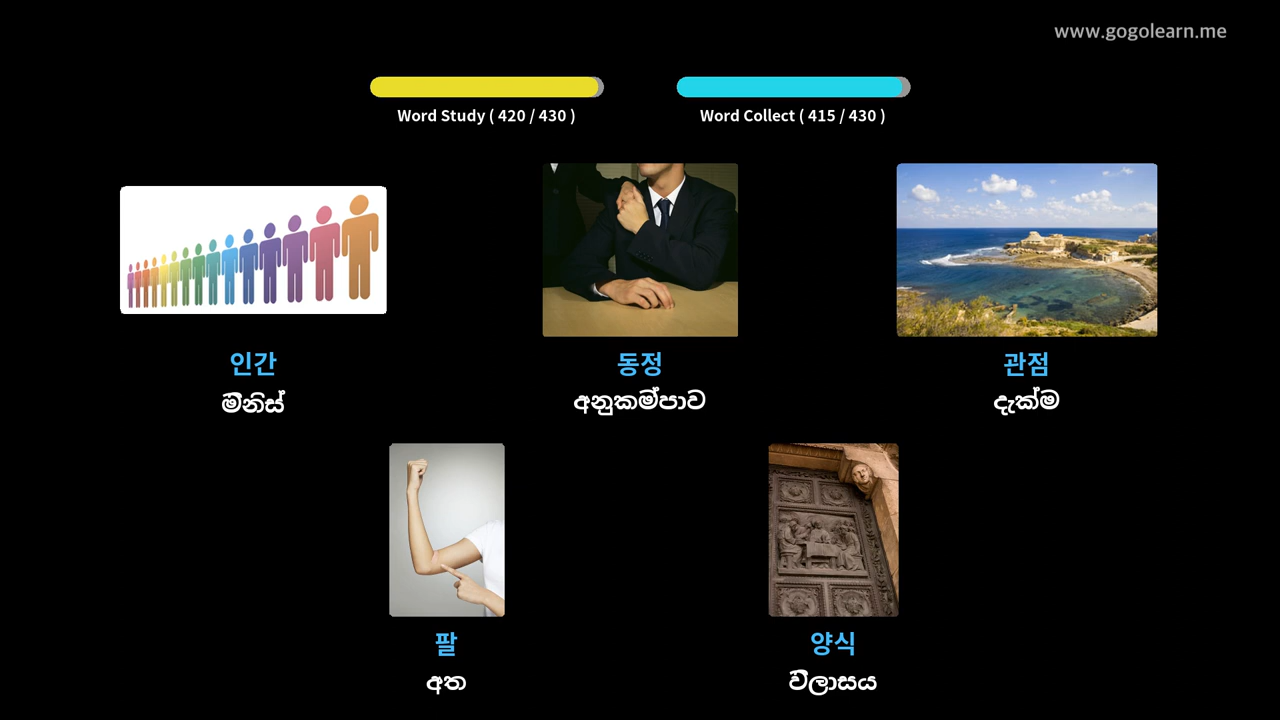 www.gogolearn.me
Word Study ( 420 / 430 )
Word Collect ( 415 / 430 )
인간
මිනිස්
동정
අනුකම්පාව
관점
දැක්ම
팔
අත
양식
විලාසය